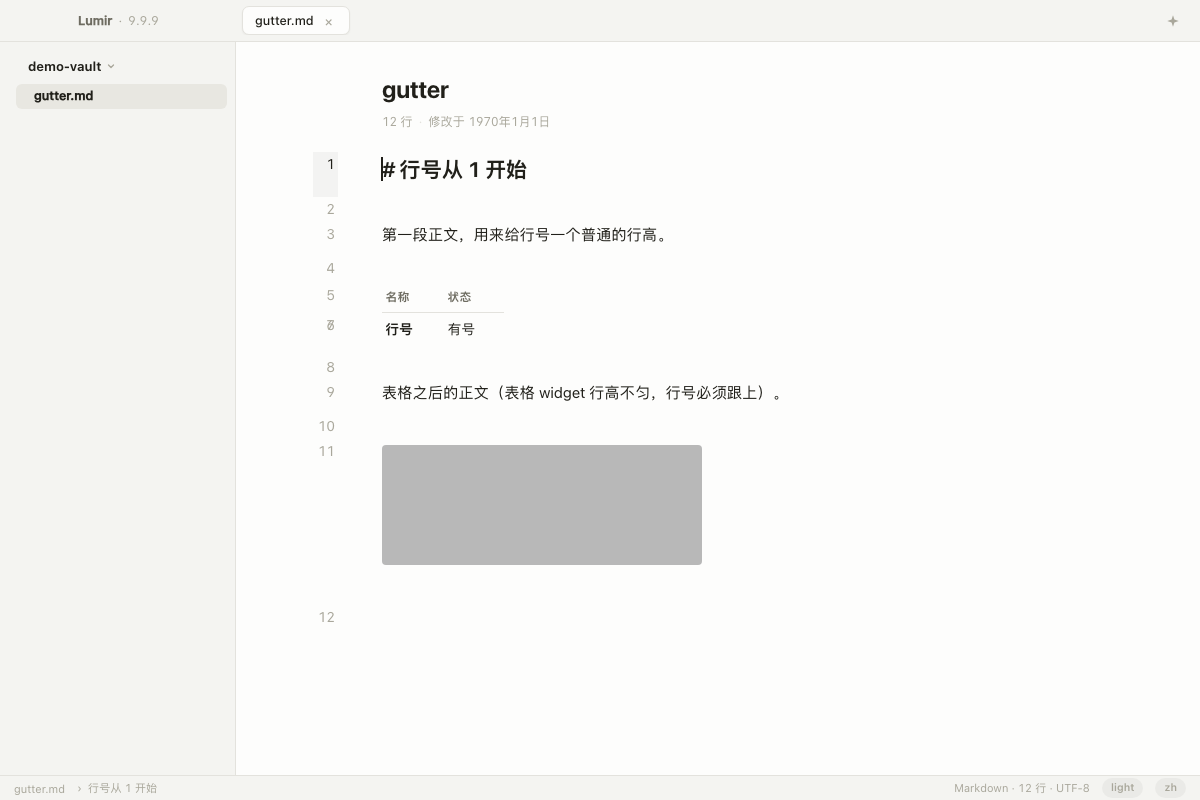 Lumir · 9.9.9
gutter.md ×
demo-vault
gutter.md
gutter
12 行 · 修改于 1970年1月1日
1 # 行号从 1 开始
2
3 第一段正文，用来给行号一个普通的行高。
4
5 名称 状态
行号 有号
8
9 表格之后的正文（表格 widget 行高不匀，行号必须跟上）。
10
11
12
gutter.md › 行号从 1 开始
Markdown · 12 行 · UTF-8 light zh